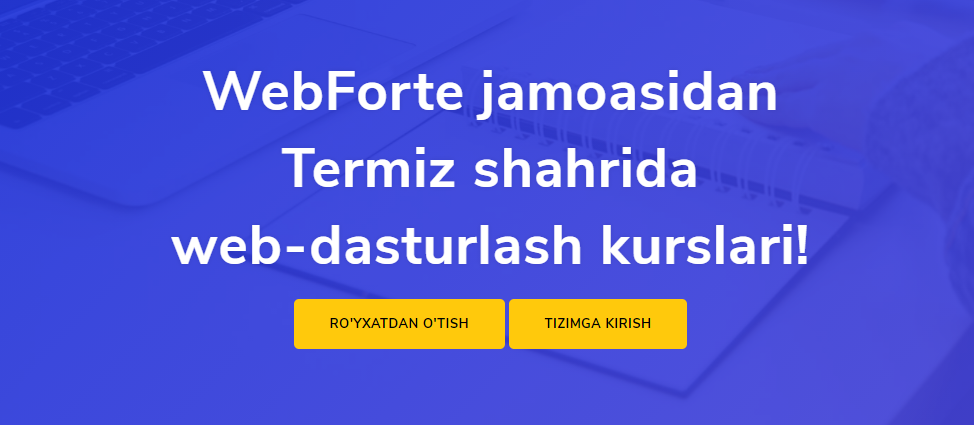 WebForte jamoasidan
Termiz shahrida
web-dasturlash kurslari!
RO'YXATDAN O'TISH TIZIMGA KIRISH